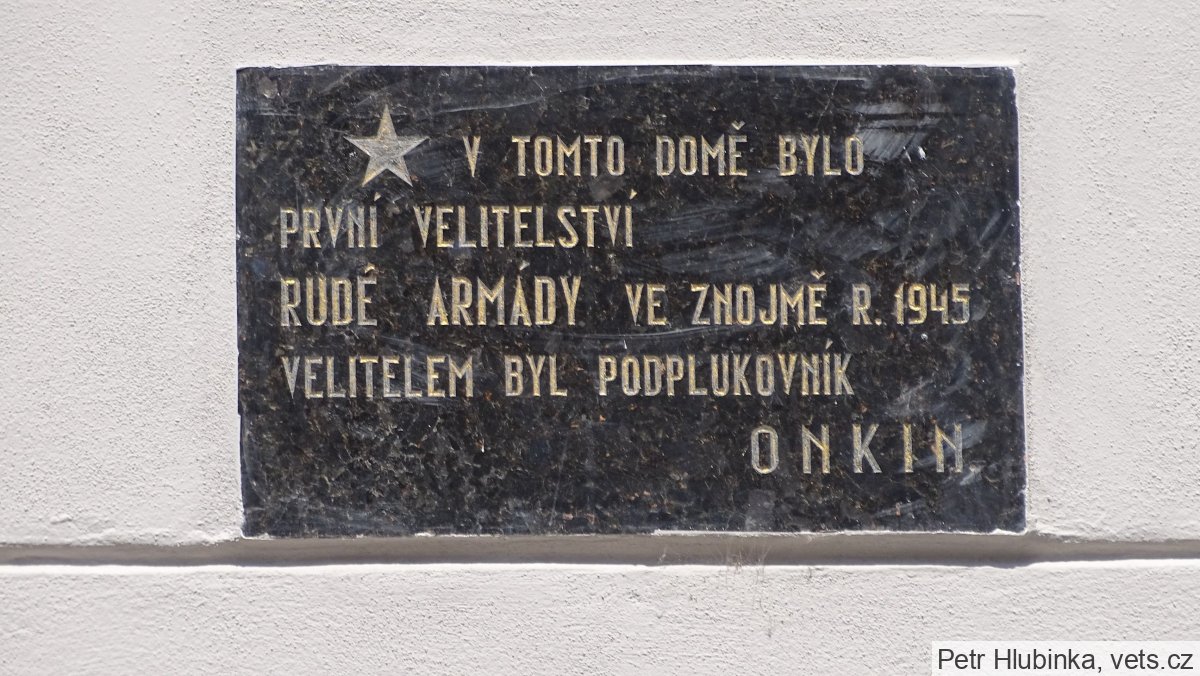 V TOMTO DOMĚ BYLO
PRVNÍ VELITELSTVÍ
RUDÉ ARMÁDY VE ZNOJMĚ R. 1945
VELITELEM BYL PODPLUKOVNÍK
ONKIN.
Petr Hlubinka, vets.cz